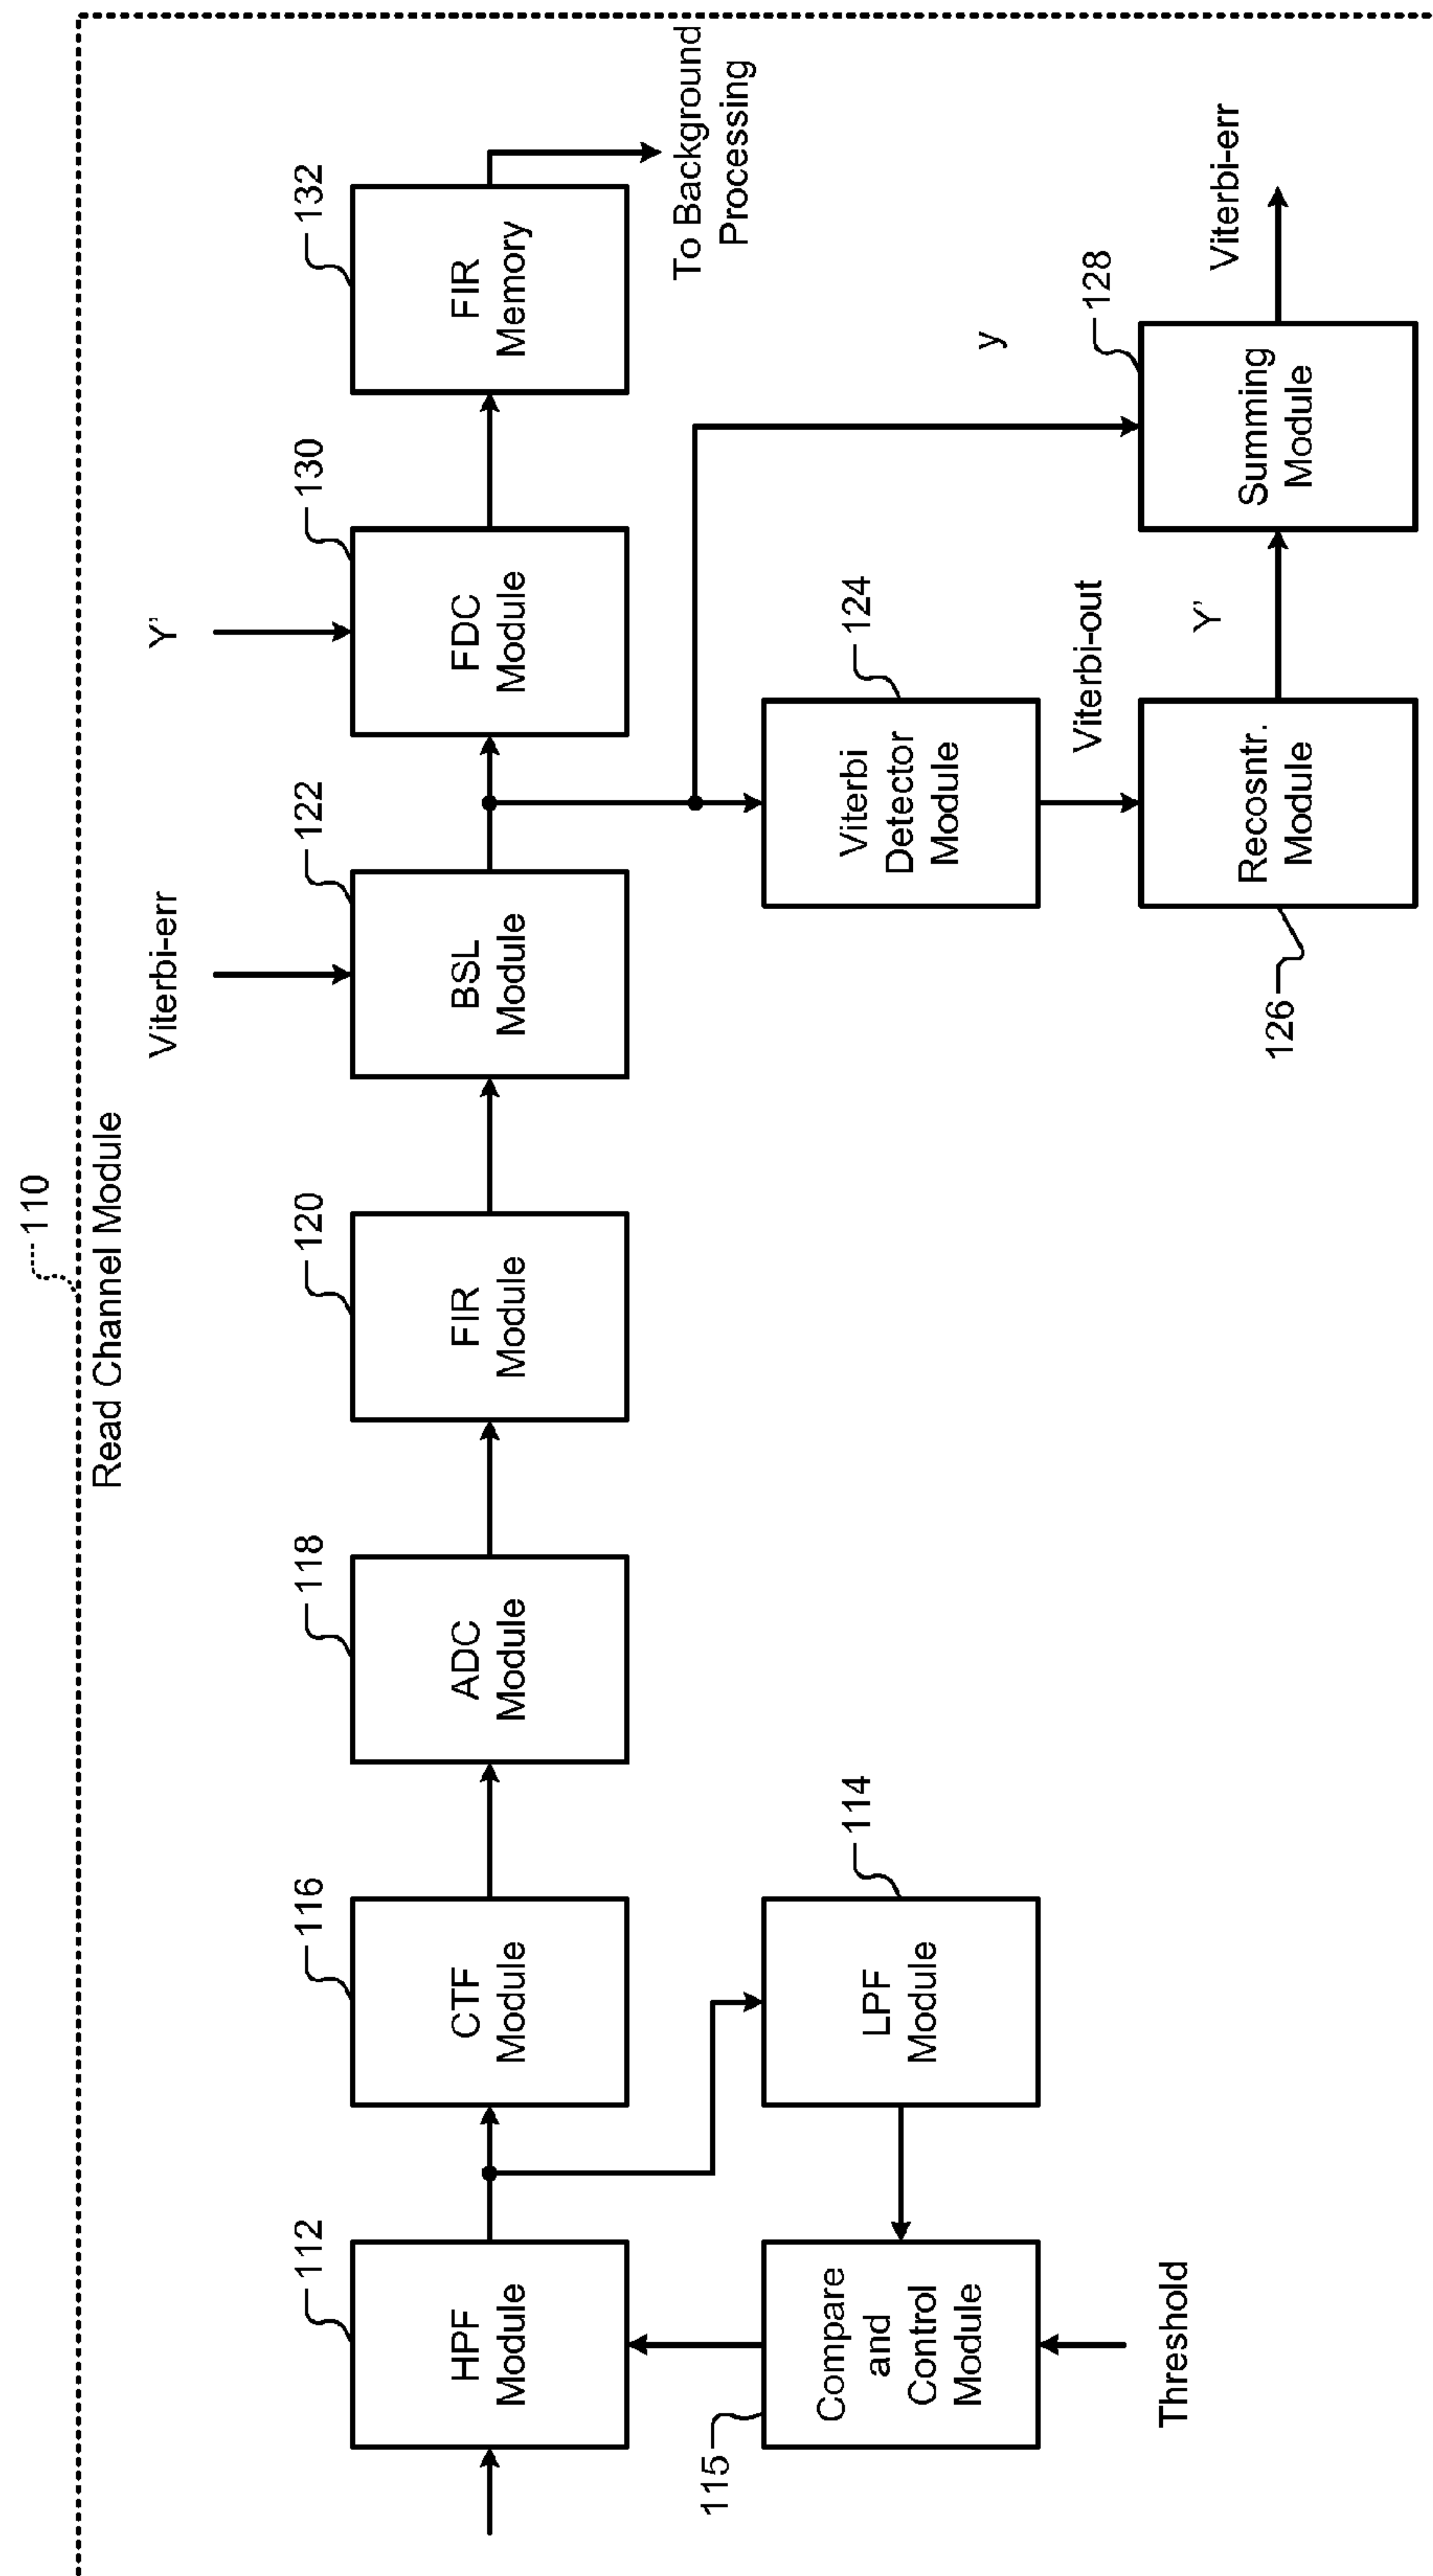 110
Read Channel Module
Viterbi-err
Y'
112
HPF
Module
116
CTF
Module
118
ADC
Module
120
FIR
Module
122
BSL
Module
130
FDC
Module
132
FIR
Memory
To Background
Processing
115
Compare
and
Control
Module
Threshold
114
LPF
Module
124
Viterbi
Detector
Module
Viterbi-out
y
126
Recosntr.
Module
Y'
128
Summing
Module
Viterbi-err